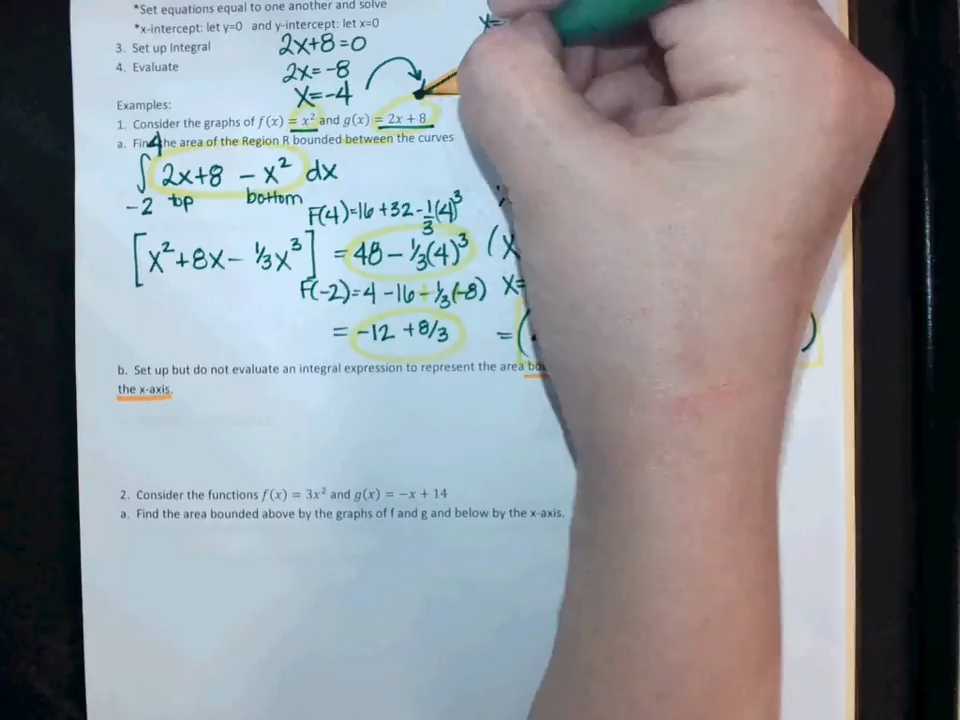 *Set equations equal to one another and solve
*x-intercept: let y=0 and y-intercept: let x=0
3. Set up Integral
2x+8=0
4. Evaluate
2x=-8
x=-4
x=
Examples:
1. Consider the graphs of f(x) = x² and g(x) = 2x + 8
a. Find the area of the Region R bounded between the curves
4
∫ 2x+8 - x² dx
-2 top bottom
F(4)=16+32-⅓(4)³
[x²+8x-⅓x³] = 48-⅓(4)³ (x
F(-2)=4-16-⅓(-8) x=
= -12 +8/3 =( )
b. Set up but do not evaluate an integral expression to represent the area
the x-axis.
2. Consider the functions f(x) = 3x² and g(x) = −x + 14
a. Find the area bounded above by the graphs of f and g and below by the x-axis.